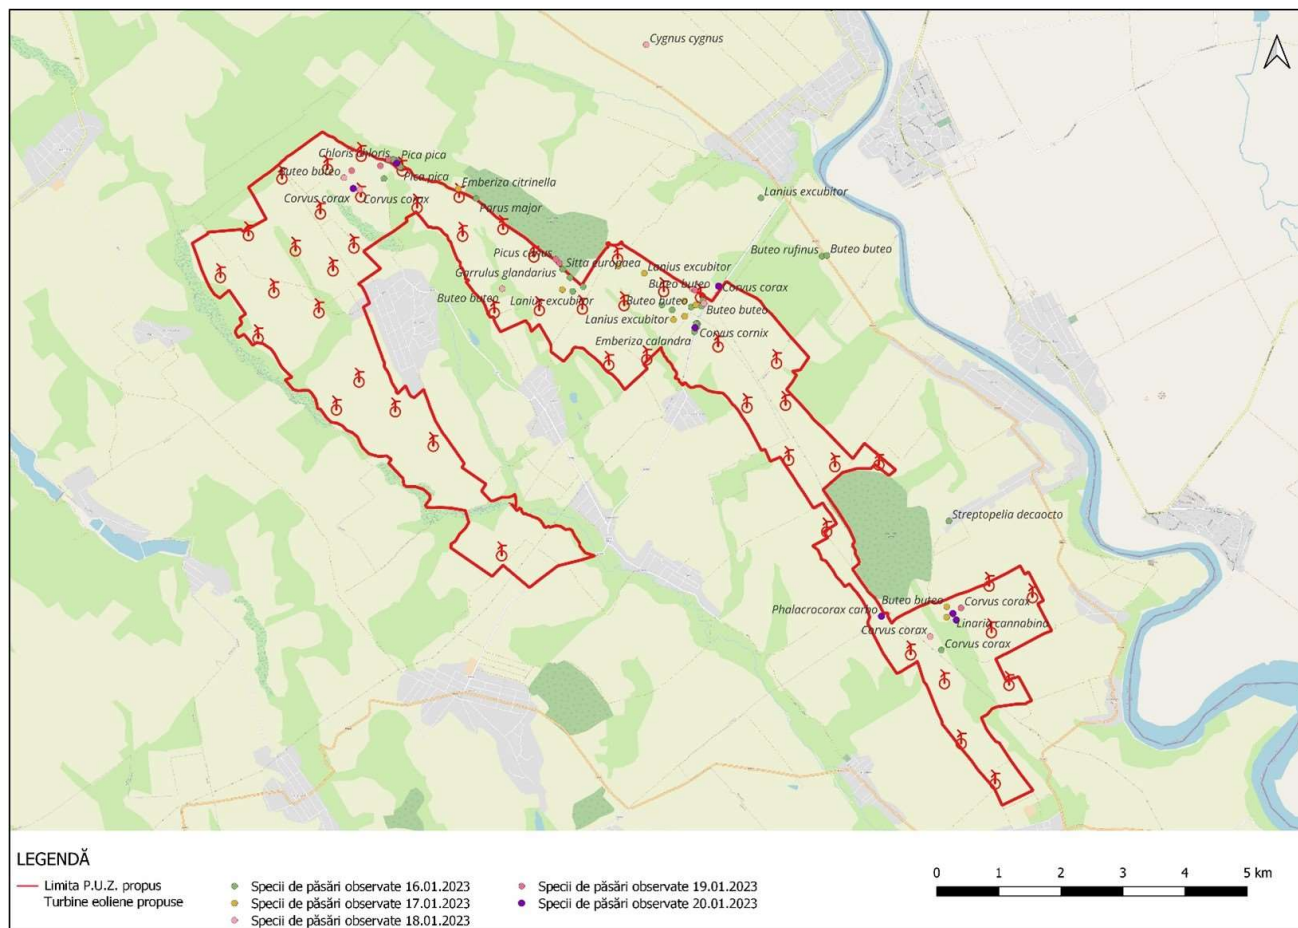 Cygnus cygnus
Chloris chloris
Pica pica
Buteo buteo
Pica pica
Emberiza citrinella
Corvus corax
Corvus corax
Parus major
Lanius excubitor
Picus canus
Sitta europaea
Buteo rufinus
Buteo buteo
Garrulus glandarius
Lanius excubitor
Buteo buteo
Corvus corax
Buteo buteo
Lanius excubitor
Buteo buteo
Buteo buteo
Lanius excubitor
Corvus cornix
Emberiza calandra
Streptopelia decaocto
Buteo buteo
Corvus corax
Phalacrocorax carbo
Linaria cannabina
Corvus corax
Corvus corax
LEGENDĂ
Limita P.U.Z. propus
Turbine eoliene propuse
Specii de păsări observate 16.01.2023
Specii de păsări observate 17.01.2023
Specii de păsări observate 18.01.2023
Specii de păsări observate 19.01.2023
Specii de păsări observate 20.01.2023
0 1 2 3 4 5 km